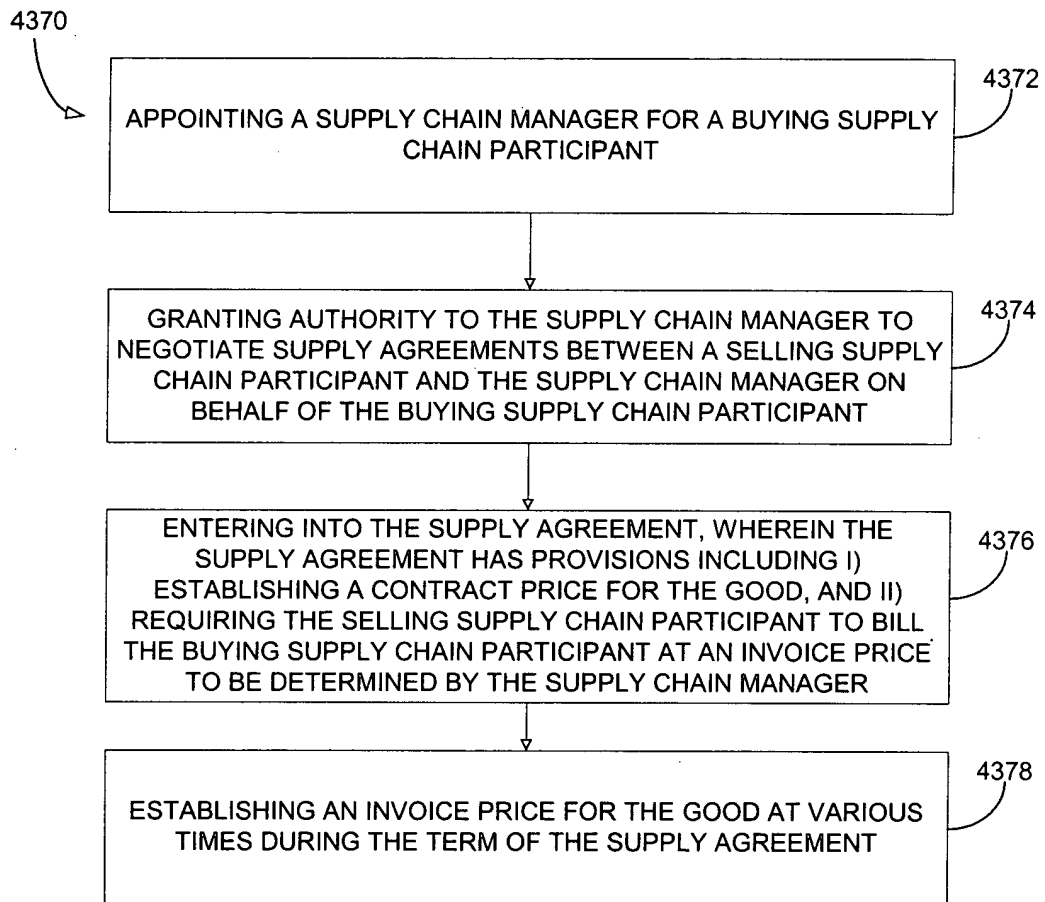 4370
4372
APPOINTING A SUPPLY CHAIN MANAGER FOR A BUYING SUPPLY
CHAIN PARTICIPANT
4374
GRANTING AUTHORITY TO THE SUPPLY CHAIN MANAGER TO
NEGOTIATE SUPPLY AGREEMENTS BETWEEN A SELLING SUPPLY
CHAIN PARTICIPANT AND THE SUPPLY CHAIN MANAGER ON
BEHALF OF THE BUYING SUPPLY CHAIN PARTICIPANT
4376
ENTERING INTO THE SUPPLY AGREEMENT, WHEREIN THE
SUPPLY AGREEMENT HAS PROVISIONS INCLUDING I)
ESTABLISHING A CONTRACT PRICE FOR THE GOOD, AND II)
REQUIRING THE SELLING SUPPLY CHAIN PARTICIPANT TO BILL
THE BUYING SUPPLY CHAIN PARTICIPANT AT AN INVOICE PRICE
TO BE DETERMINED BY THE SUPPLY CHAIN MANAGER
4378
ESTABLISHING AN INVOICE PRICE FOR THE GOOD AT VARIOUS
TIMES DURING THE TERM OF THE SUPPLY AGREEMENT